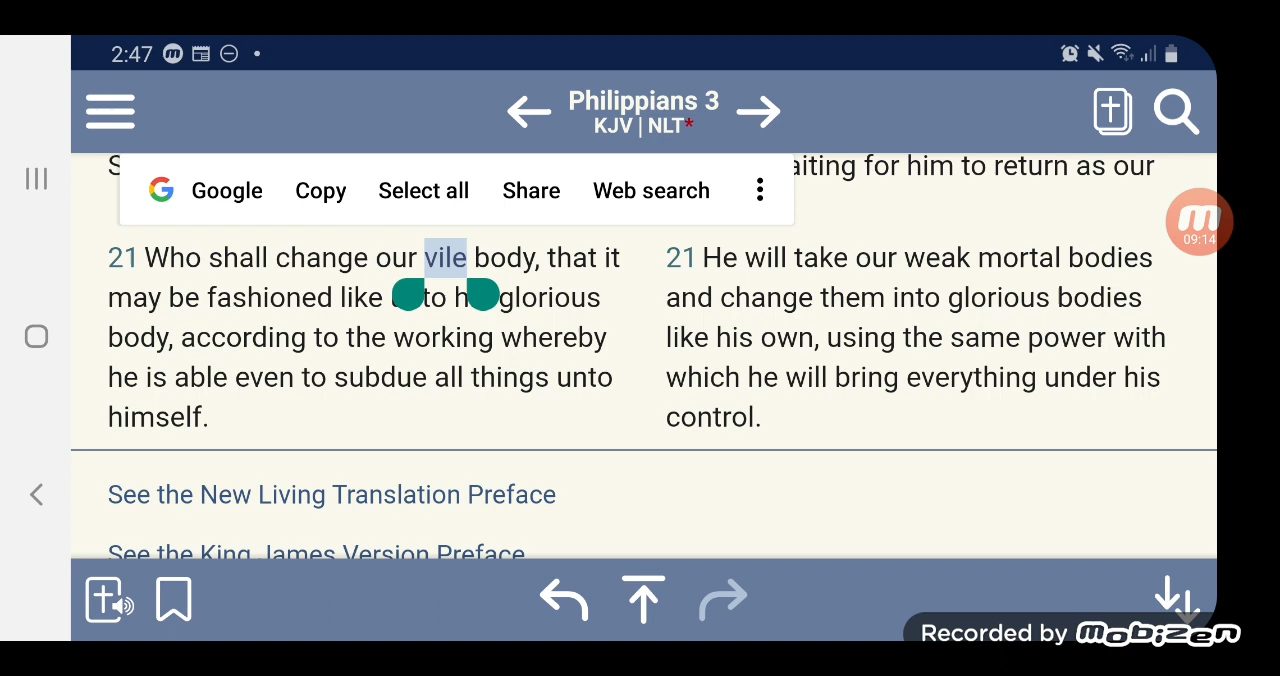 2:47
Philippians 3
KJV | NLT*
S
aiting for him to return as our
Google Copy Select all Share Web search
09:14
21 Who shall change our vile body, that it
may be fashioned like to h glorious
body, according to the working whereby
he is able even to subdue all things unto
himself.
21 He will take our weak mortal bodies
and change them into glorious bodies
like his own, using the same power with
which he will bring everything under his
control.
See the New Living Translation Preface
See the King James Version Preface
Recorded by mobizen